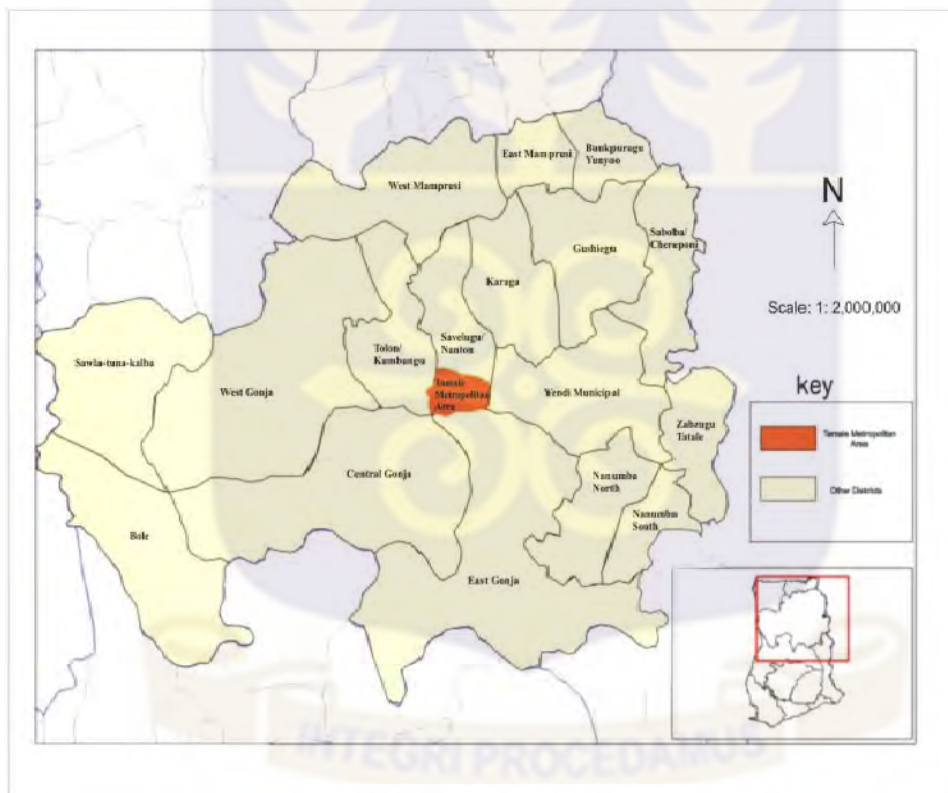 East Mamprusi
Bunkpurugu
Yunyoo
West Mamprusi
N
Saboba/
Chereponi
Gushiegu
Karaga
Scale: 1: 2,000,000
Sawla-tuna-kalba
Tolon/
Kumbungu
Savelugu/
Nanton
West Gonja
Tamale
Metropolitan
Area
Yendi Municipal
key
Zabzugu
Tatale
Tamale Metropolitan
Area
Central Gonja
Nanumba
North
Other Districts
Nanumba
South
Bole
East Gonja
INTEGRI PROCEDAMUS